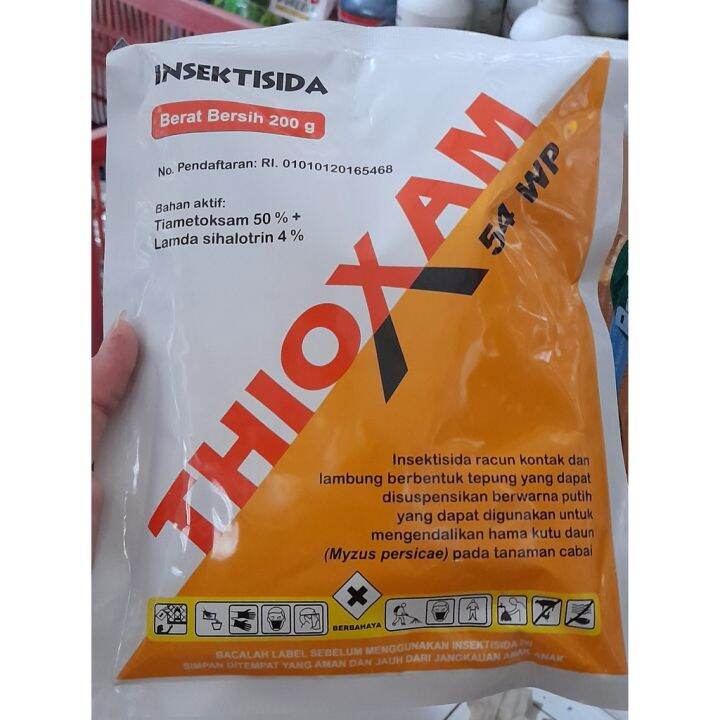 INSEKTISIDA
Berat Bersih 200 g
No. Pendaftaran: RI. 01010120165468
Bahan aktif:
Tiametoksam 50 % +
Lamda sihalotrin 4 %
THIOXAM
54 WP
Insektisida racun kontak dan
lambung berbentuk tepung yang dapat
disuspensikan berwarna putih
yang dapat digunakan untuk
mengendalikan hama kutu daun
(Myzus persicae) pada tanaman cabai
BERBAHAYA
BACALAH LABEL SEBELUM MENGGUNAKAN INSEKTISIDA INI
SIMPAN DITEMPAT YANG AMAN DAN JAUH DARI JANGKAUAN ANAK-ANAK